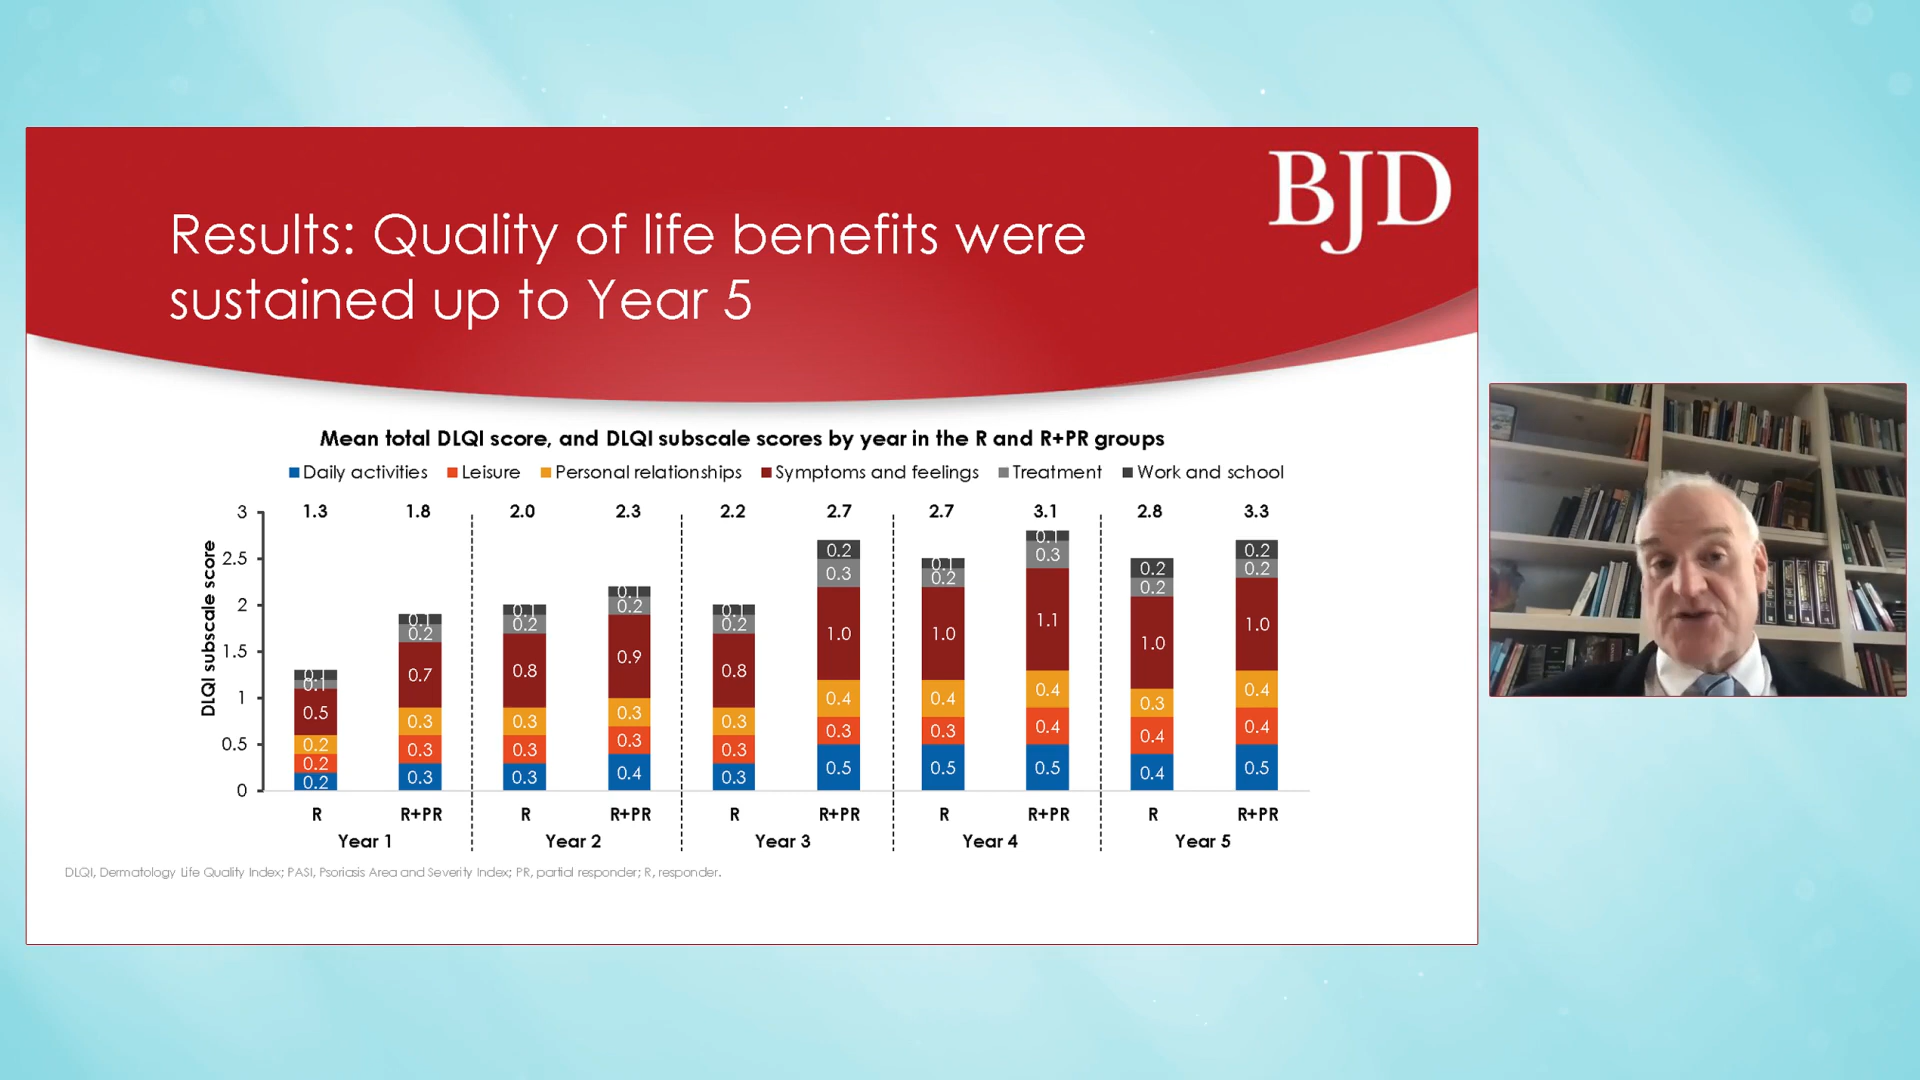 BJD
Results: Quality of life benefits were
sustained up to Year 5
Mean total DLQI score, and DLQI subscale scores by year in the R and R+PR groups
Daily activities Leisure Personal relationships Symptoms and feelings Treatment Work and school
DLQI subscale score
3 1.3 1.8 2.0 2.3 2.2 2.7 2.7 3.1 2.8 3.3
2.5
2
1.5
1
0.5
0
0.1 0.1 0.5 0.2 0.2 0.2
0.1 0.2 0.7 0.3 0.3 0.3
0.1 0.2 0.8 0.3 0.3 0.3
0.1 0.2 0.9 0.3 0.3 0.4
0.1 0.2 0.8 0.3 0.3 0.3
0.2 0.3 1.0 0.4 0.3 0.5
0.1 0.2 1.0 0.4 0.3 0.5
0.1 0.3 1.1 0.4 0.4 0.5
0.2 0.2 1.0 0.3 0.4 0.4
0.2 0.2 1.0 0.4 0.4 0.5
R R+PR R R+PR R R+PR R R+PR R R+PR
Year 1 Year 2 Year 3 Year 4 Year 5
DLQI, Dermatology Life Quality Index; PASI, Psoriasis Area and Severity Index; PR, partial responder; R, responder.